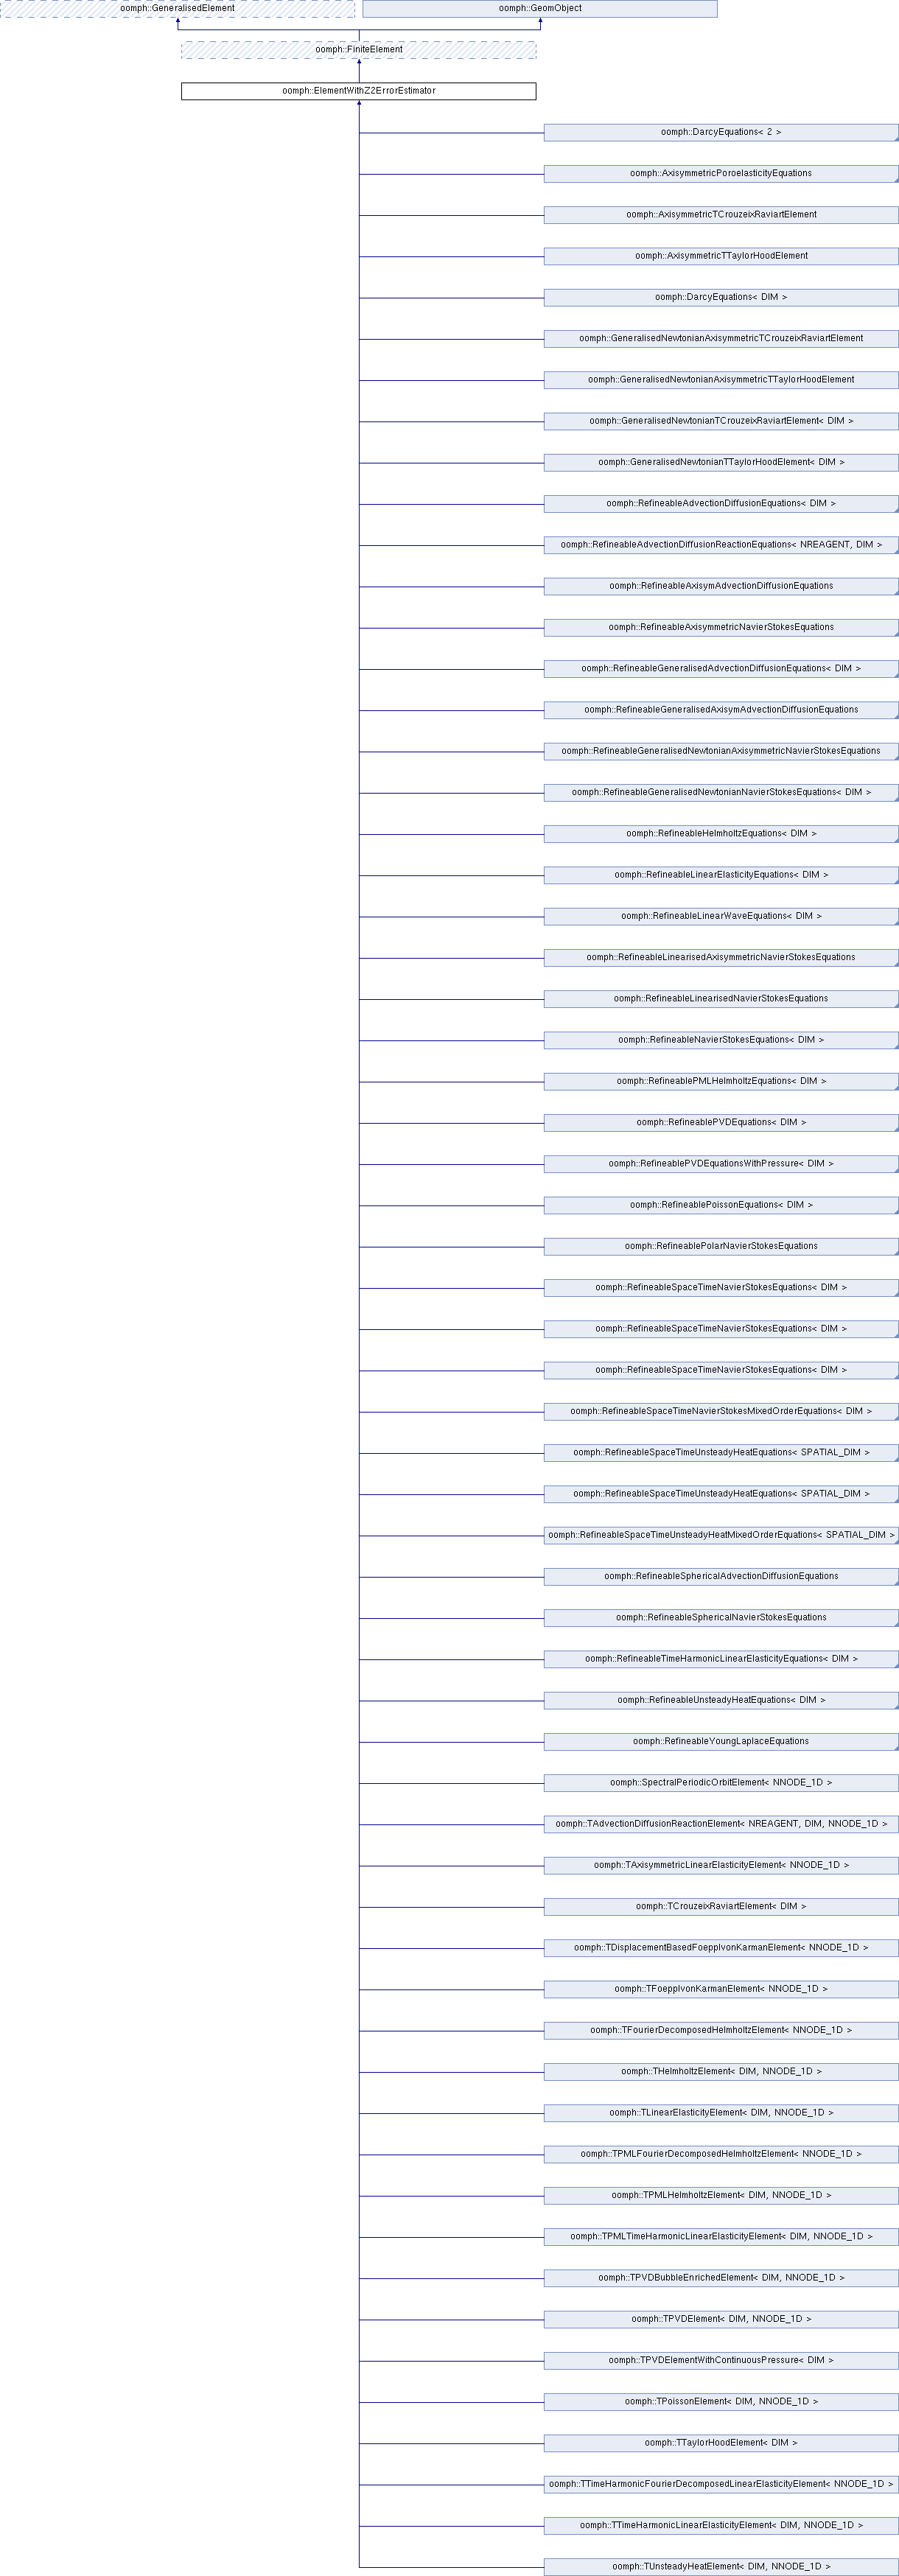 oomph::GeneralisedElement
oomph::GeomObject
oomph::FiniteElement
oomph::ElementWithZ2ErrorEstimator
oomph::DarcyEquations< 2 >
oomph::AxisymmetricPoroelasticityEquations
oomph::AxisymmetricTCrouzeixRaviartElement
oomph::AxisymmetricTTaylorHoodElement
oomph::DarcyEquations< DIM >
oomph::GeneralisedNewtonianAxisymmetricTCrouzeixRaviartElement
oomph::GeneralisedNewtonianAxisymmetricTTaylorHoodElement
oomph::GeneralisedNewtonianTCrouzeixRaviartElement< DIM >
oomph::GeneralisedNewtonianTTaylorHoodElement< DIM >
oomph::RefineableAdvectionDiffusionEquations< DIM >
oomph::RefineableAdvectionDiffusionReactionEquations< NREAGENT, DIM >
oomph::RefineableAxisymAdvectionDiffusionEquations
oomph::RefineableAxisymmetricNavierStokesEquations
oomph::RefineableGeneralisedAdvectionDiffusionEquations< DIM >
oomph::RefineableGeneralisedAxisymAdvectionDiffusionEquations
oomph::RefineableGeneralisedNewtonianAxisymmetricNavierStokesEquations
oomph::RefineableGeneralisedNewtonianNavierStokesEquations< DIM >
oomph::RefineableHelmholtzEquations< DIM >
oomph::RefineableLinearElasticityEquations< DIM >
oomph::RefineableLinearWaveEquations< DIM >
oomph::RefineableLinearisedAxisymmetricNavierStokesEquations
oomph::RefineableLinearisedNavierStokesEquations
oomph::RefineableNavierStokesEquations< DIM >
oomph::RefineablePMLHelmholtzEquations< DIM >
oomph::RefineablePVDEquations< DIM >
oomph::RefineablePVDEquationsWithPressure< DIM >
oomph::RefineablePoissonEquations< DIM >
oomph::RefineablePolarNavierStokesEquations
oomph::RefineableSpaceTimeNavierStokesEquations< DIM >
oomph::RefineableSpaceTimeNavierStokesEquations< DIM >
oomph::RefineableSpaceTimeNavierStokesEquations< DIM >
oomph::RefineableSpaceTimeNavierStokesMixedOrderEquations< DIM >
oomph::RefineableSpaceTimeUnsteadyHeatEquations< SPATIAL_DIM >
oomph::RefineableSpaceTimeUnsteadyHeatEquations< SPATIAL_DIM >
oomph::RefineableSpaceTimeUnsteadyHeatMixedOrderEquations< SPATIAL_DIM >
oomph::RefineableSphericalAdvectionDiffusionEquations
oomph::RefineableSphericalNavierStokesEquations
oomph::RefineableTimeHarmonicLinearElasticityEquations< DIM >
oomph::RefineableUnsteadyHeatEquations< DIM >
oomph::RefineableYoungLaplaceEquations
oomph::SpectralPeriodicOrbitElement< NNODE_1D >
oomph::TAdvectionDiffusionReactionElement< NREAGENT, DIM, NNODE_1D >
oomph::TAxisymmetricLinearElasticityElement< NNODE_1D >
oomph::TCrouzeixRaviartElement< DIM >
oomph::TDisplacementBasedFoepplvonKarmanElement< NNODE_1D >
oomph::TFoepplvonKarmanElement< NNODE_1D >
oomph::TFourierDecomposedHelmholtzElement< NNODE_1D >
oomph::THelmholtzElement< DIM, NNODE_1D >
oomph::TLinearElasticityElement< DIM, NNODE_1D >
oomph::TPMLFourierDecomposedHelmholtzElement< NNODE_1D >
oomph::TPMLHelmholtzElement< DIM, NNODE_1D >
oomph::TPMLTimeHarmonicLinearElasticityElement< DIM, NNODE_1D >
oomph::TPVDBubbleEnrichedElement< DIM, NNODE_1D >
oomph::TPVDElement< DIM, NNODE_1D >
oomph::TPVDElementWithContinuousPressure< DIM >
oomph::TPoissonElement< DIM, NNODE_1D >
oomph::TTaylorHoodElement< DIM >
oomph::TTimeHarmonicFourierDecomposedLinearElasticityElement< NNODE_1D >
oomph::TTimeHarmonicLinearElasticityElement< DIM, NNODE_1D >
oomph::TUnsteadyHeatElement< DIM, NNODE_1D >